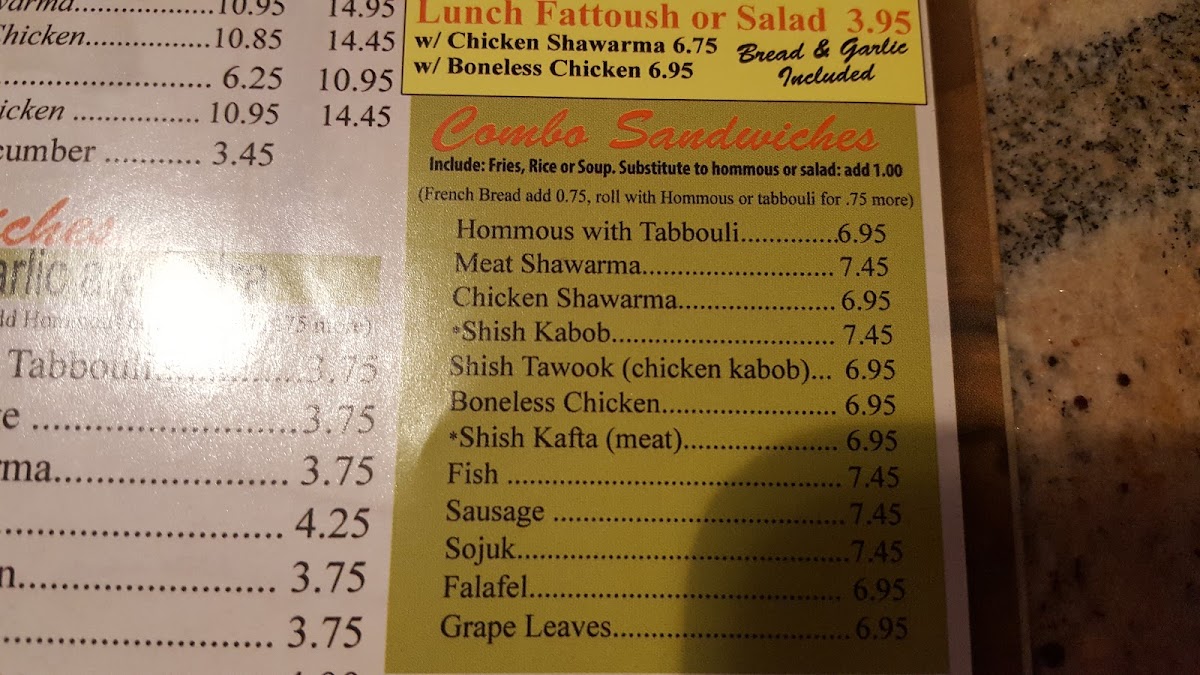 10.95 14.95
Chicken...............10.85 14.45
............................ 6.25 10.95
................ 10.95 14.45
........... 3.45
Tabbouli...............3.75
...........................3.75
...................... 3.75
............................ 4.25
......................... 3.75
.......................... 3.75
Lunch Fattoush or Salad 3.95
w/ Chicken Shawarma 6.75
w/ Boneless Chicken 6.95
Bread & Garlic
Included
Combo Sandwiches
Include: Fries, Rice or Soup. Substitute to hommous or salad: add 1.00
(French Bread add 0.75, roll with Hommous or tabbouli for .75 more)
Hommous with Tabbouli..............6.95
Meat Shawarma............................ 7.45
Chicken Shawarma....................... 6.95
*Shish Kabob................................ 7.45
Shish Tawook (chicken kabob)... 6.95
Boneless Chicken......................... 6.95
*Shish Kafta (meat)...................... 6.95
Fish ................................................ 7.45
Sausage ..........................................7.45
Sojuk................................................7.45
Falafel............................................. 6.95
Grape Leaves..................................6.95